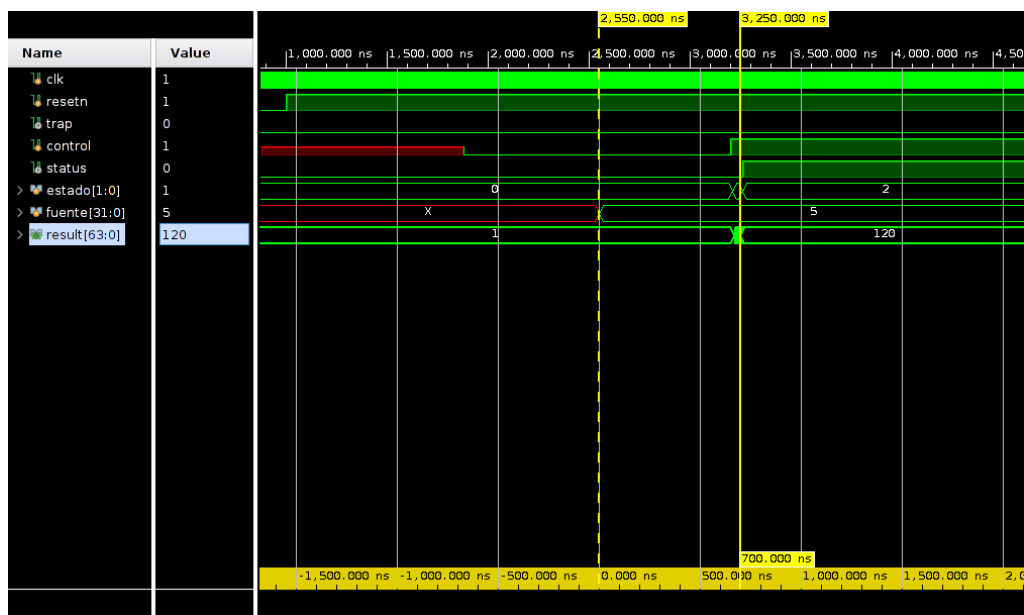 2,550.000 ns 3,250.000 ns
Name Value
1,000.000 ns 1,500.000 ns 2,000.000 ns 2,500.000 ns 3,000.000 ns 3,500.000 ns 4,000.000 ns 4,50
clk 1
resetn 1
trap 0
control 1
status 0
estado[1:0] 1 0 2
fuente[31:0] 5 X 5
result[63:0] 120 1 120
700.000 ns
-1,500.000 ns -1,000.000 ns -500.000 ns 0.000 ns 500.000 ns 1,000.000 ns 1,500.000 ns 2,0